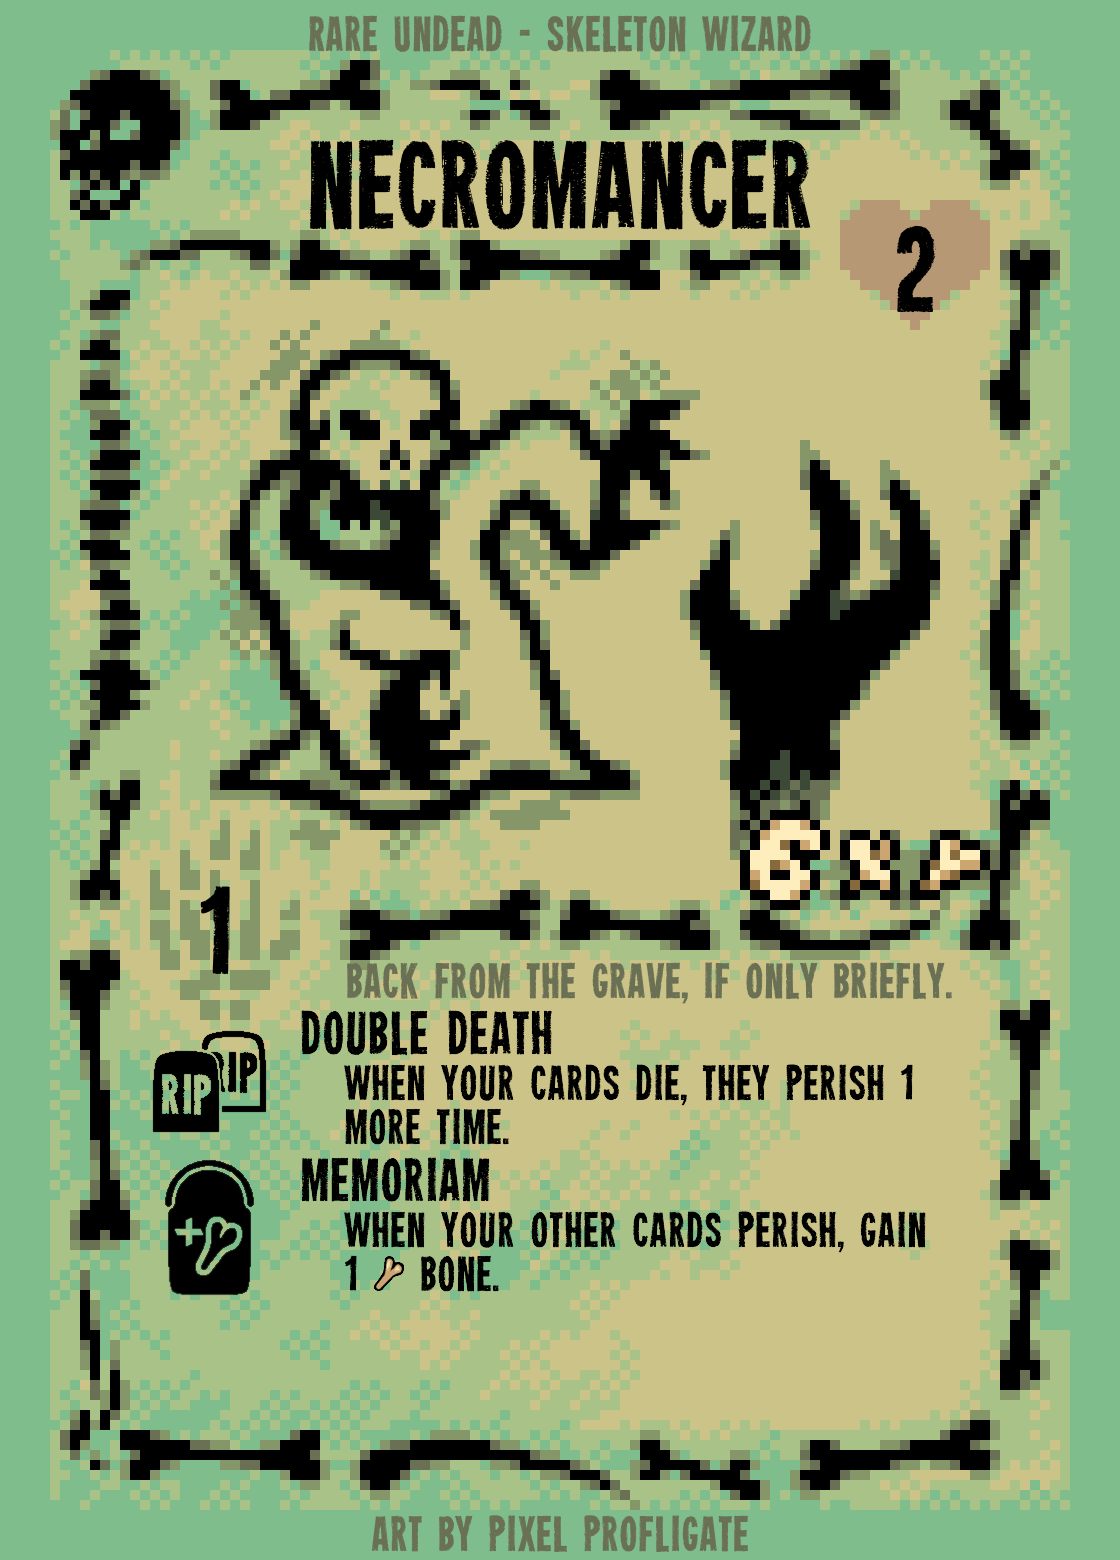 RARE UNDEAD - SKELETON WIZARD
NECROMANCER
2
6 X
1
BACK FROM THE GRAVE, IF ONLY BRIEFLY.
DOUBLE DEATH
RIP
RIP
WHEN YOUR CARDS DIE, THEY PERISH 1
MORE TIME.
MEMORIAM
+
WHEN YOUR OTHER CARDS PERISH, GAIN
1 BONE.
ART BY PIXEL PROFLIGATE